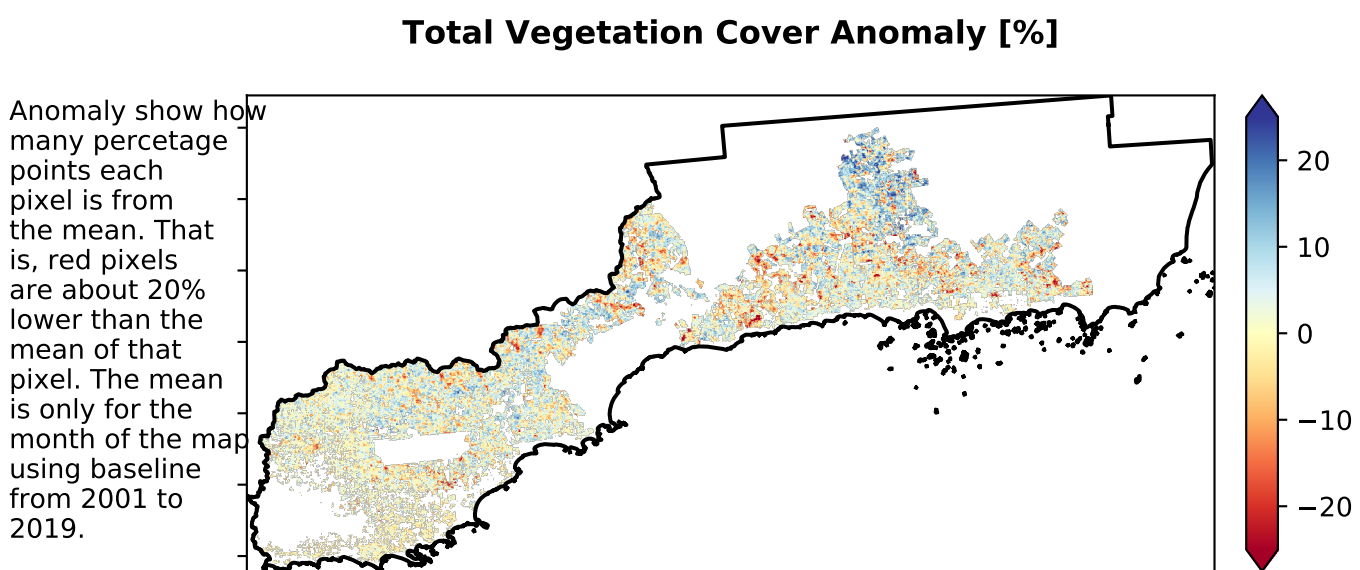 Total Vegetation Cover Anomaly [%]
Anomaly show how
many percetage
points each
pixel is from
the mean. That
is, red pixels
are about 20%
lower than the
mean of that
pixel. The mean
is only for the
month of the map
using baseline
from 2001 to
2019.
20
10
0
−10
−20